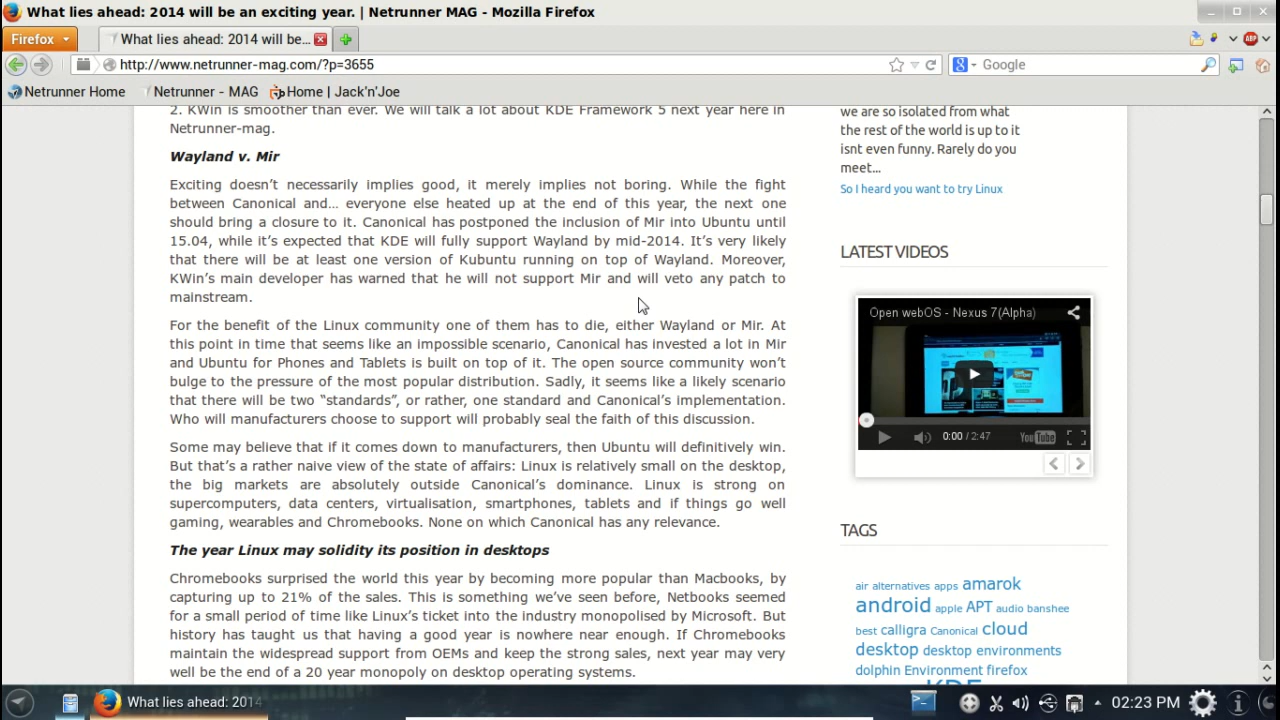 What lies ahead: 2014 will be an exciting year. | Netrunner MAG - Mozilla Firefox
Firefox
What lies ahead: 2014 will be...
ABP
http://www.netrunner-mag.com/?p=3655
Google
Netrunner Home
Netrunner - MAG
Home | Jack'n'Joe
2. KWin is smoother than ever. We will talk a lot about KDE Framework 5 next year here in
Netrunner-mag.
Wayland v. Mir
Exciting doesn't necessarily implies good, it merely implies not boring. While the fight
between Canonical and... everyone else heated up at the end of this year, the next one
should bring a closure to it. Canonical has postponed the inclusion of Mir into Ubuntu until
15.04, while it's expected that KDE will fully support Wayland by mid-2014. It's very likely
that there will be at least one version of Kubuntu running on top of Wayland. Moreover,
KWin's main developer has warned that he will not support Mir and will veto any patch to
mainstream.
For the benefit of the Linux community one of them has to die, either Wayland or Mir. At
this point in time that seems like an impossible scenario, Canonical has invested a lot in Mir
and Ubuntu for Phones and Tablets is built on top of it. The open source community won't
bulge to the pressure of the most popular distribution. Sadly, it seems like a likely scenario
that there will be two "standards", or rather, one standard and Canonical's implementation.
Who will manufacturers choose to support will probably seal the faith of this discussion.
Some may believe that if it comes down to manufacturers, then Ubuntu will definitively win.
But that's a rather naive view of the state of affairs: Linux is relatively small on the desktop,
the big markets are absolutely outside Canonical's dominance. Linux is strong on
supercomputers, data centers, virtualisation, smartphones, tablets and if things go well
gaming, wearables and Chromebooks. None on which Canonical has any relevance.
The year Linux may solidity its position in desktops
Chromebooks surprised the world this year by becoming more popular than Macbooks, by
capturing up to 21% of the sales. This is something we've seen before, Netbooks seemed
for a small period of time like Linux's ticket into the industry monopolised by Microsoft. But
history has taught us that having a good year is nowhere near enough. If Chromebooks
maintain the widespread support from OEMs and keep the strong sales, next year may very
well be the end of a 20 year monopoly on desktop operating systems.
we are so isolated from what
the rest of the world is up to it
isnt even funny. Rarely do you
meet...
So I heard you want to try Linux
LATEST VIDEOS
Open webOS - Nexus 7(Alpha)
0:00 / 2:47
YouTube
TAGS
air alternatives apps amarok
android apple APT audio banshee
best calligra Canonical cloud
desktop desktop environments
dolphin Environment firefox
KDE
What lies ahead: 2014
02:23 PM